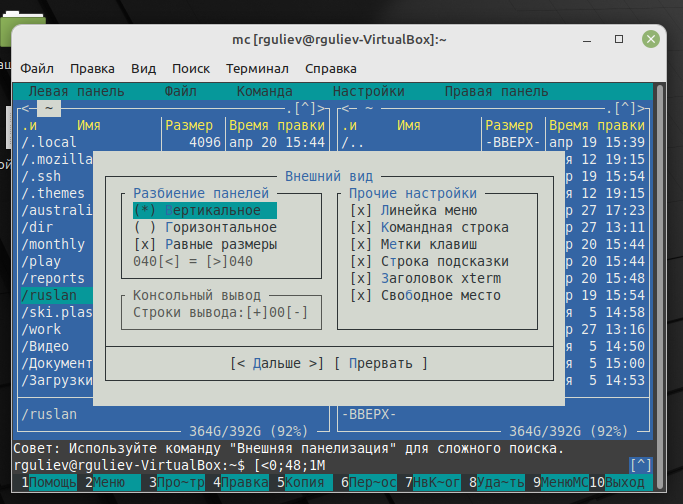 mc [rguliev@rguliev-VirtualBox]:~
Файл Правка Вид Поиск Терминал Справка
Левая панель Файл Команда Настройки Правая панель
<─ ~ .[^]> <─ ~ .[^]>
.и Имя Размер Время правки .и Имя Размер Время правки
/.local 4096 апр 20 15:44 /.. -ВВЕРХ- апр 19 15:39
/.mozilla я 12 19:15
/.ssh р 19 15:54
/.themes я 12 19:15
/australi р 27 17:23
/dir р 27 13:11
/monthly р 20 15:44
/play р 20 15:44
/reports р 20 15:48
/ruslan р 19 15:54
/ski.plas я 5 14:58
/work р 27 13:16
/Видео я 5 14:50
/Документ я 5 15:00
/Загрузки я 5 14:53
Внешний вид
Разбиение панелей
(*) Вертикальное
( ) Горизонтальное
[x] Равные размеры
040[<] = [>]040
Консольный вывод
Строки вывода:[+]00[-]
Прочие настройки
[x] Линейка меню
[x] Командная строка
[x] Метки клавиш
[x] Строка подсказки
[x] Заголовок xterm
[x] Свободное место
[< Дальше >] [ Прервать ]
/ruslan -ВВЕРХ-
364G/392G (92%) 364G/392G (92%)
Совет: Используйте команду "Внешняя панелизация" для сложного поиска.
rguliev@rguliev-VirtualBox:~$ [<0;48;1M [^]
1Помощь 2Меню 3Про~тр 4Правка 5Копия 6Пер~ос 7НвК~ог 8Уда~ть 9МенюMC 10Выход